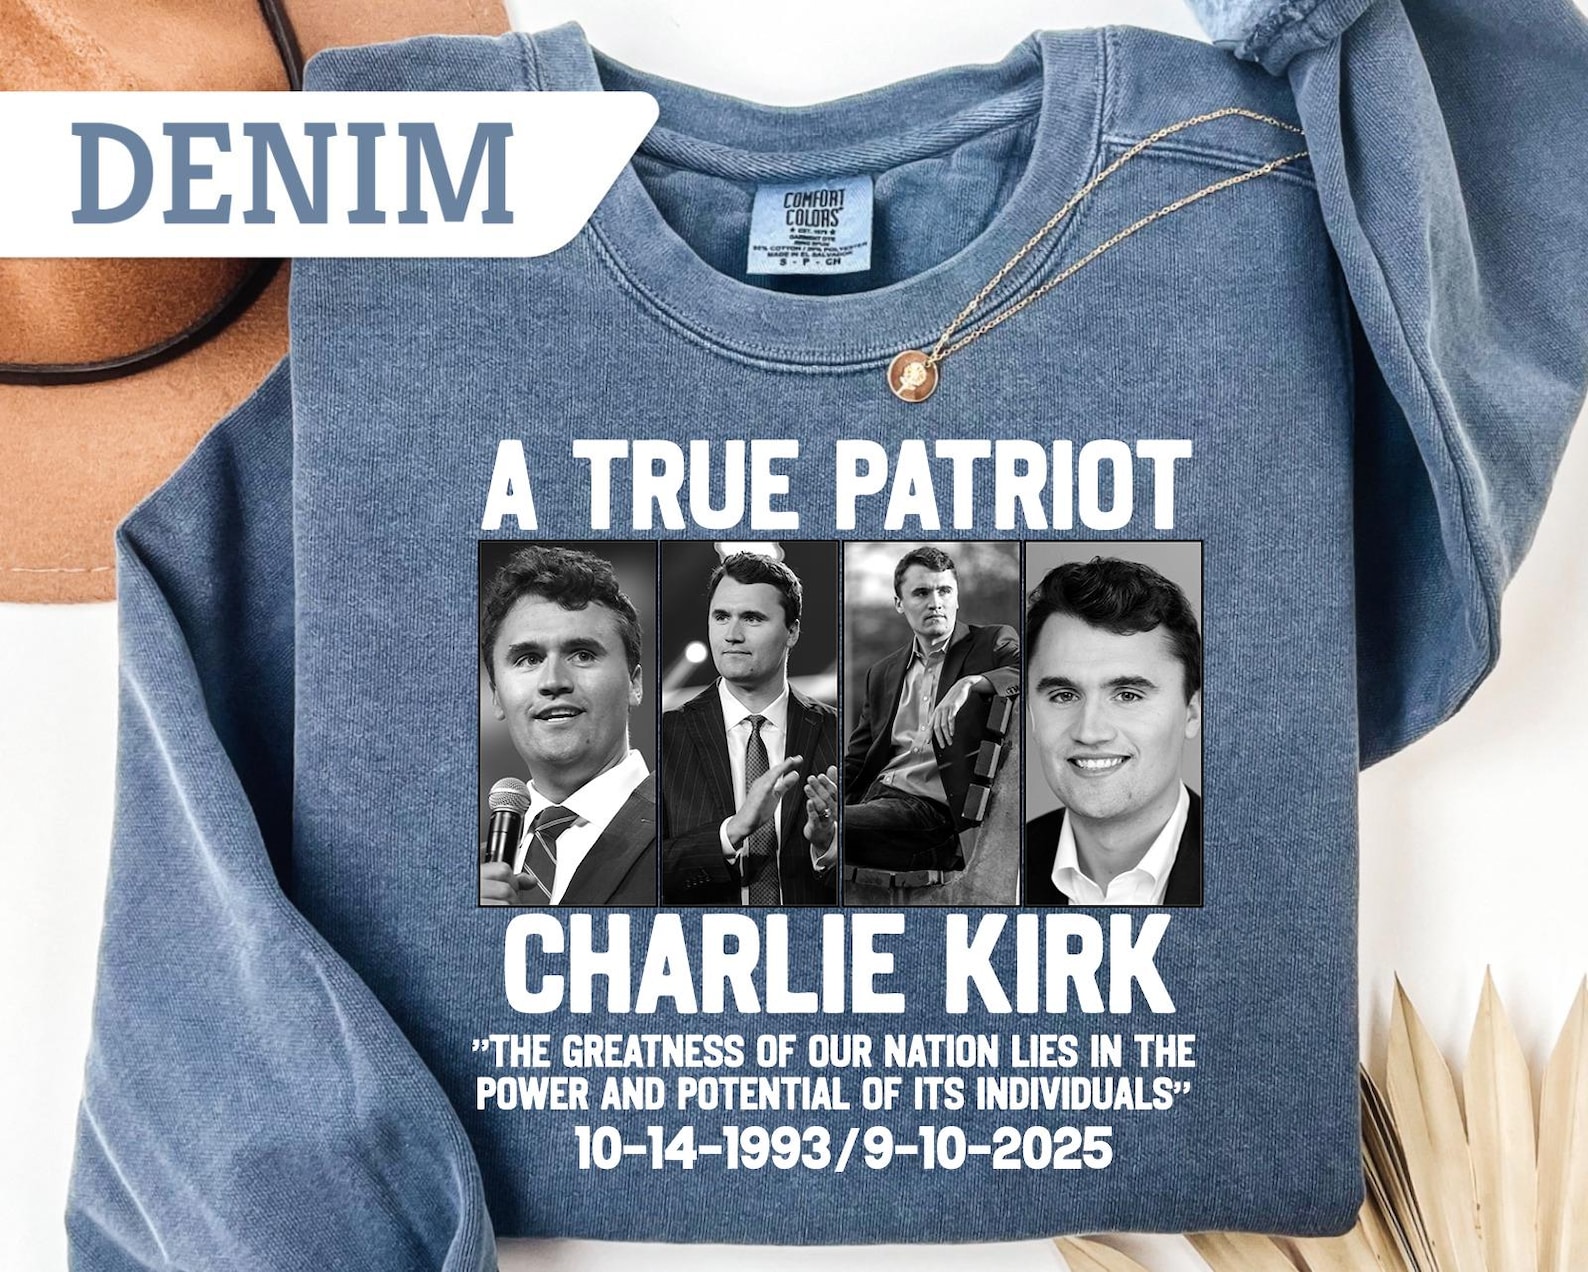 DENIM
COMFORT
COLORS
S - P - CH
A TRUE PATRIOT
CHARLIE KIRK
"THE GREATNESS OF OUR NATION LIES IN THE
POWER AND POTENTIAL OF ITS INDIVIDUALS"
10-14-1993/9-10-2025